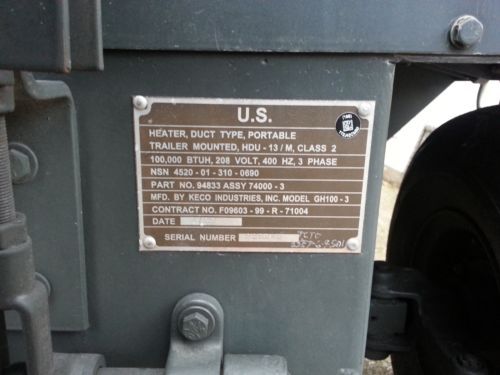 U.S.
HEATER, DUCT TYPE, PORTABLE
TRAILER MOUNTED, HDU - 13 / M, CLASS 2
100,000 BTUH, 208 VOLT, 400 HZ, 3 PHASE
NSN 4520 - 01 - 310 - 0690
PART NO. 94833 ASSY 74000 - 3
MFD. BY KECO INDUSTRIES, INC. MODEL GH100 - 3
CONTRACT NO. F09603 - 99 - R - 71004
DATE
SERIAL NUMBER